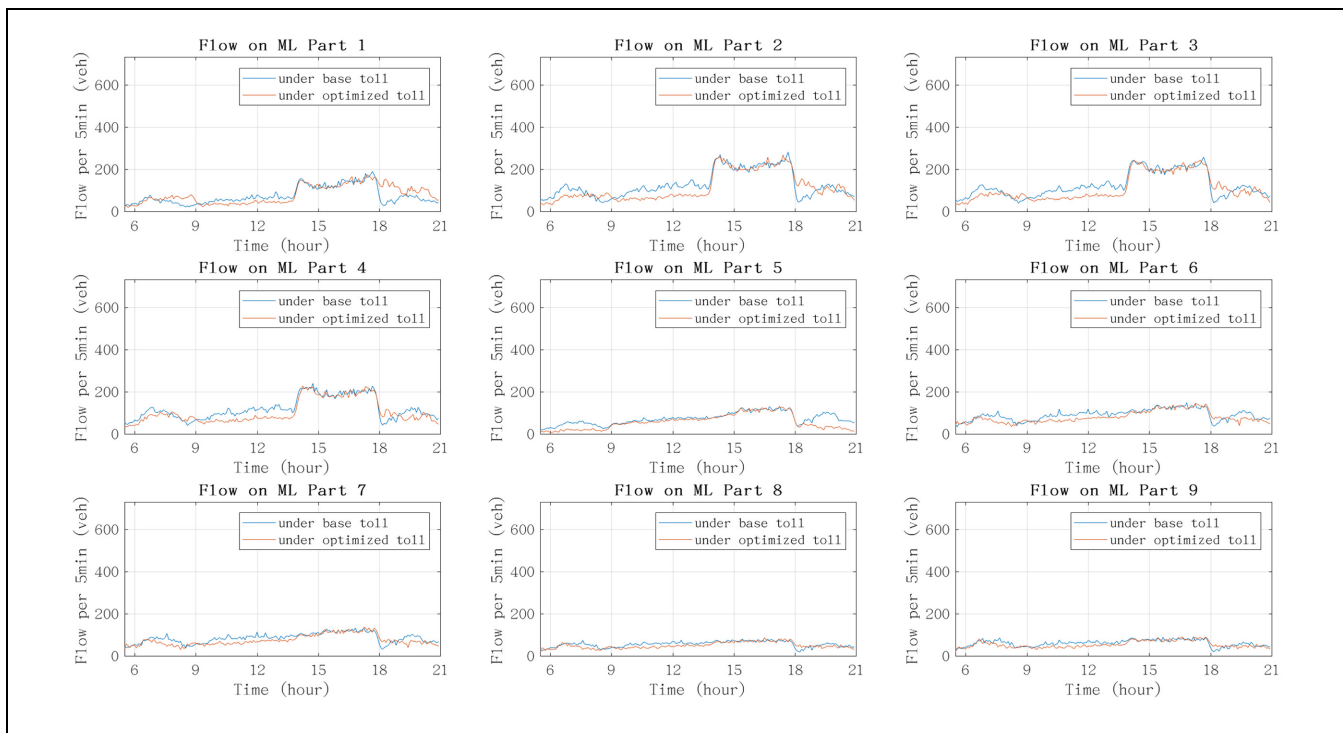 Flow on ML Part 1
Flow on ML Part 2
Flow on ML Part 3
Flow per 5min (veh)
600
400
200
0
under base toll
under optimized toll
6 9 12 15 18 21
Time (hour)
Flow per 5min (veh)
600
400
200
0
under base toll
under optimized toll
6 9 12 15 18 21
Time (hour)
Flow per 5min (veh)
600
400
200
0
under base toll
under optimized toll
6 9 12 15 18 21
Time (hour)
Flow on ML Part 4
Flow on ML Part 5
Flow on ML Part 6
Flow per 5min (veh)
600
400
200
0
under base toll
under optimized toll
6 9 12 15 18 21
Time (hour)
Flow per 5min (veh)
600
400
200
0
under base toll
under optimized toll
6 9 12 15 18 21
Time (hour)
Flow per 5min (veh)
600
400
200
0
under base toll
under optimized toll
6 9 12 15 18 21
Time (hour)
Flow on ML Part 7
Flow on ML Part 8
Flow on ML Part 9
Flow per 5min (veh)
600
400
200
0
under base toll
under optimized toll
6 9 12 15 18 21
Time (hour)
Flow per 5min (veh)
600
400
200
0
under base toll
under optimized toll
6 9 12 15 18 21
Time (hour)
Flow per 5min (veh)
600
400
200
0
under base toll
under optimized toll
6 9 12 15 18 21
Time (hour)